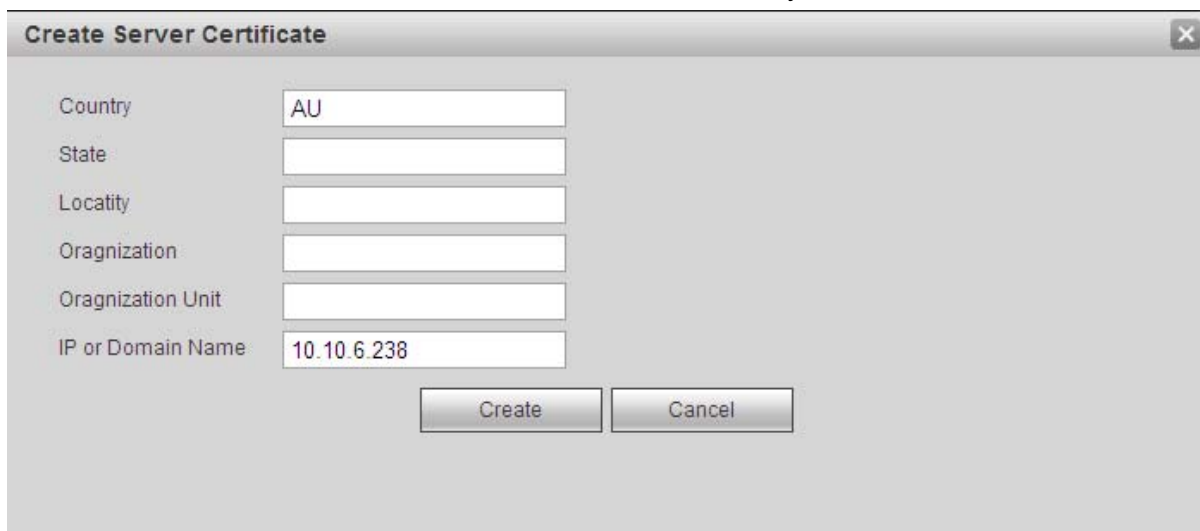 Create Server Certificate
Country AU
State
Locatity
Oragnization
Oragnization Unit
IP or Domain Name 10.10.6.238
Create Cancel